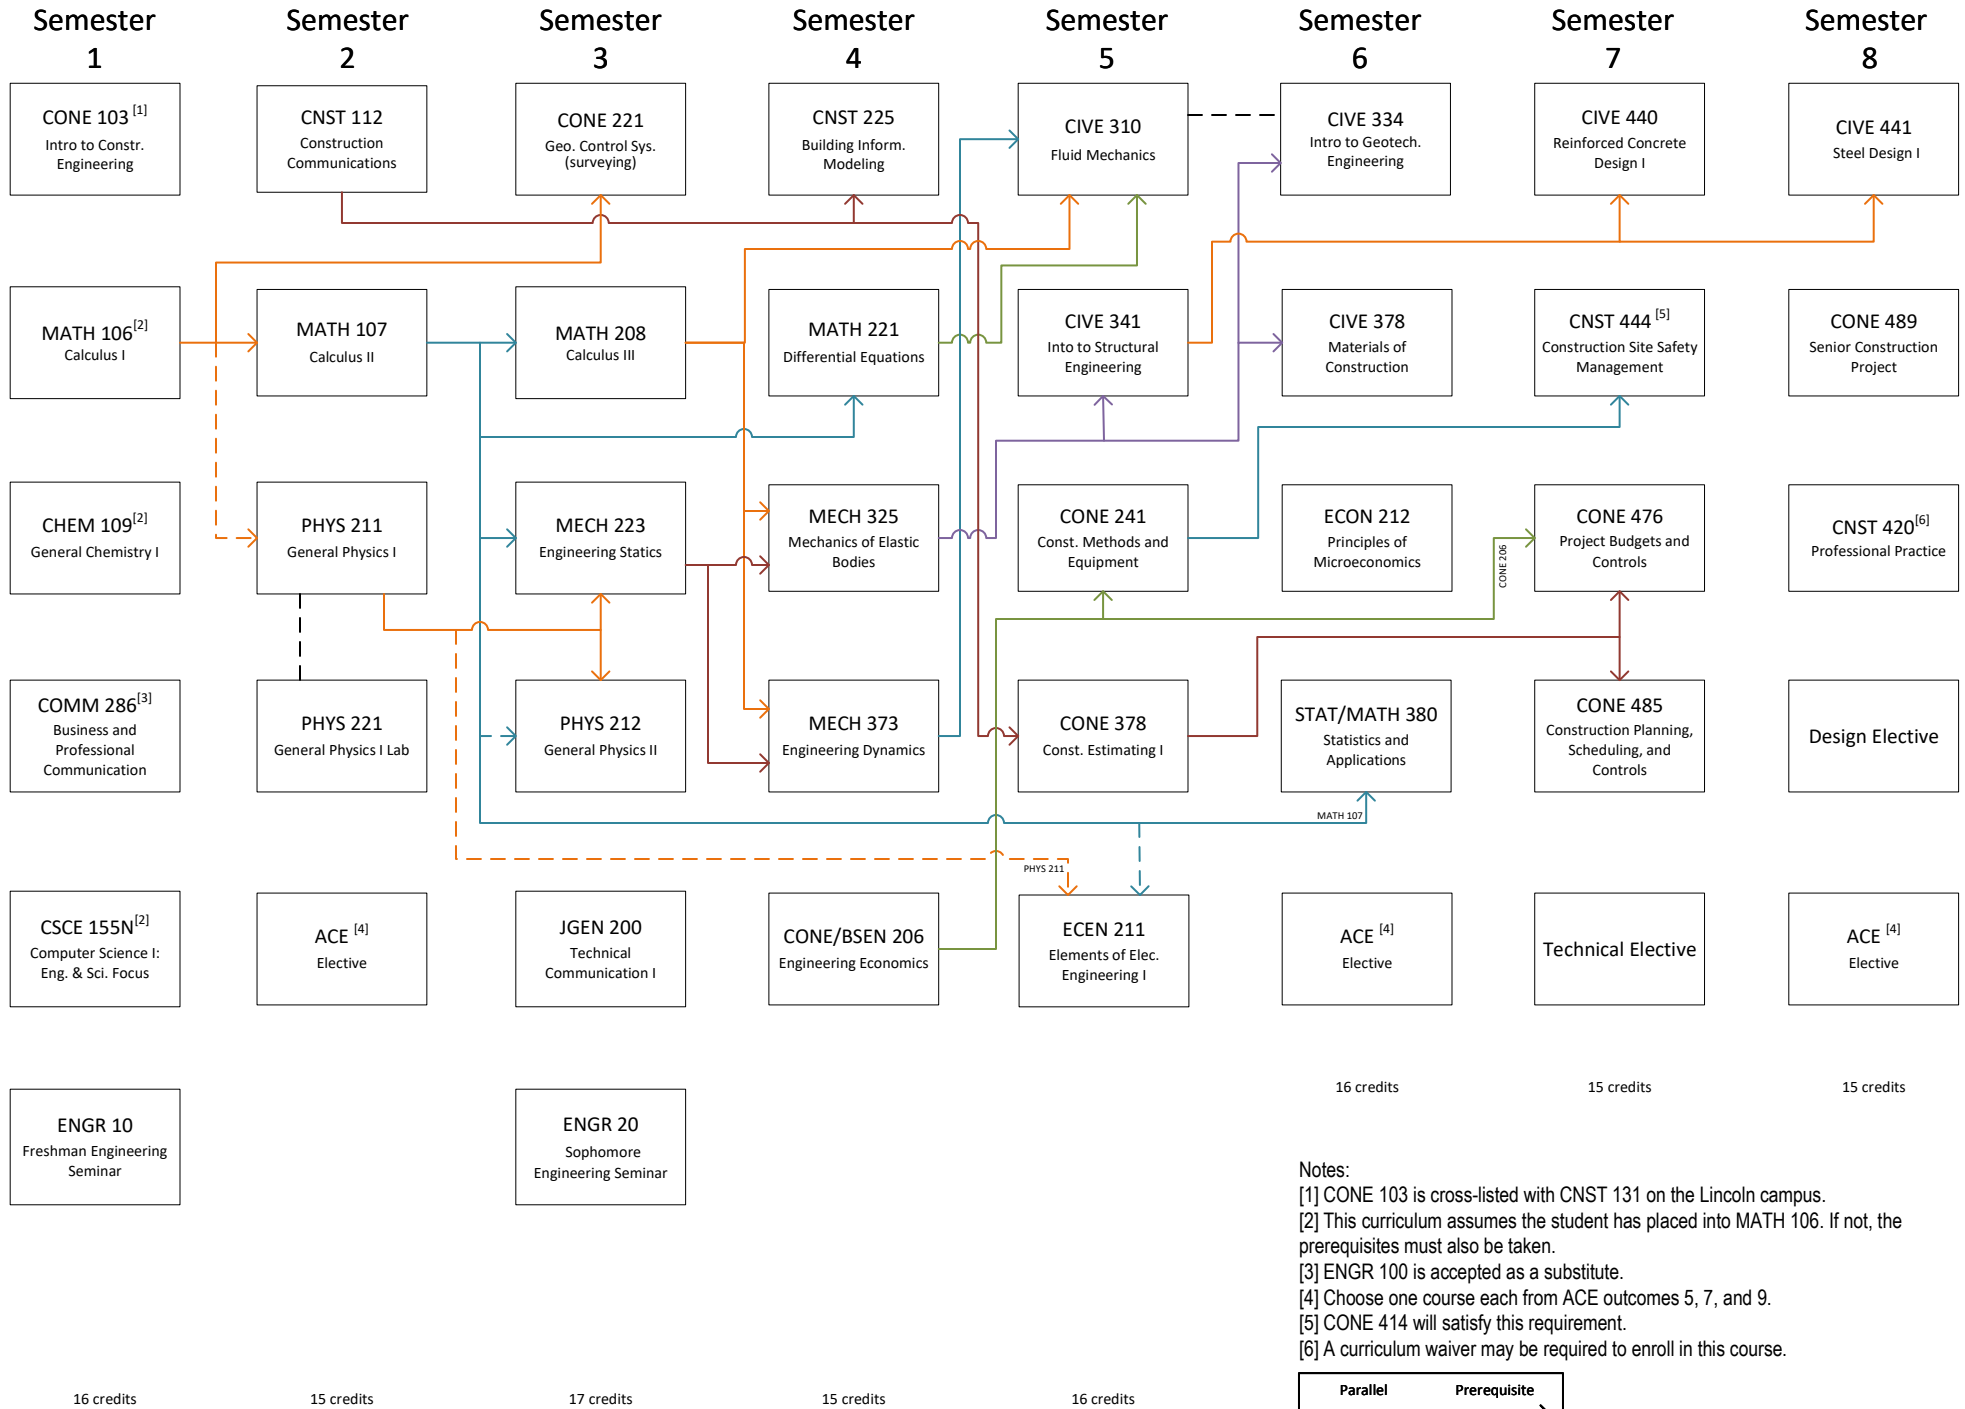 Semester
1
Semester
2
Semester
3
Semester
4
Semester
5
Semester
6
Semester
7
Semester
8
CONE 103 [1]
Intro to Constr.
Engineering
CNST 112
Construction
Communications
CONE 221
Geo. Control Sys.
(surveying)
CNST 225
Building Inform.
Modeling
CIVE 310
Fluid Mechanics
CIVE 334
Intro to Geotech.
Engineering
CIVE 440
Reinforced Concrete
Design I
CIVE 441
Steel Design I
MATH 106[2]
Calculus I
MATH 107
Calculus II
MATH 208
Calculus III
MATH 221
Differential Equations
CIVE 341
Into to Structural
Engineering
CIVE 378
Materials of
Construction
CNST 444 [5]
Construction Site Safety
Management
CONE 489
Senior Construction
Project
CHEM 109[2]
General Chemistry I
PHYS 211
General Physics I
MECH 223
Engineering Statics
MECH 325
Mechanics of Elastic
Bodies
CONE 241
Const. Methods and
Equipment
ECON 212
Principles of
Microeconomics
CONE 206
CONE 476
Project Budgets and
Controls
CNST 420[6]
Professional Practice
COMM 286[3]
Business and
Professional
Communication
PHYS 221
General Physics I Lab
PHYS 212
General Physics II
MECH 373
Engineering Dynamics
CONE 378
Const. Estimating I
STAT/MATH 380
Statistics and
Applications
CONE 485
Construction Planning,
Scheduling, and
Controls
Design Elective
MATH 107
PHYS 211
CSCE 155N[2]
Computer Science I:
Eng. & Sci. Focus
ACE [4]
Elective
JGEN 200
Technical
Communication I
CONE/BSEN 206
Engineering Economics
ECEN 211
Elements of Elec.
Engineering I
ACE [4]
Elective
Technical Elective
ACE [4]
Elective
16 credits
15 credits
15 credits
ENGR 10
Freshman Engineering
Seminar
ENGR 20
Sophomore
Engineering Seminar
Notes:
[1] CONE 103 is cross-listed with CNST 131 on the Lincoln campus.
[2] This curriculum assumes the student has placed into MATH 106. If not, the
prerequisites must also be taken.
[3] ENGR 100 is accepted as a substitute.
[4] Choose one course each from ACE outcomes 5, 7, and 9.
[5] CONE 414 will satisfy this requirement.
[6] A curriculum waiver may be required to enroll in this course.
Parallel Prerequisite
16 credits
15 credits
17 credits
15 credits
16 credits